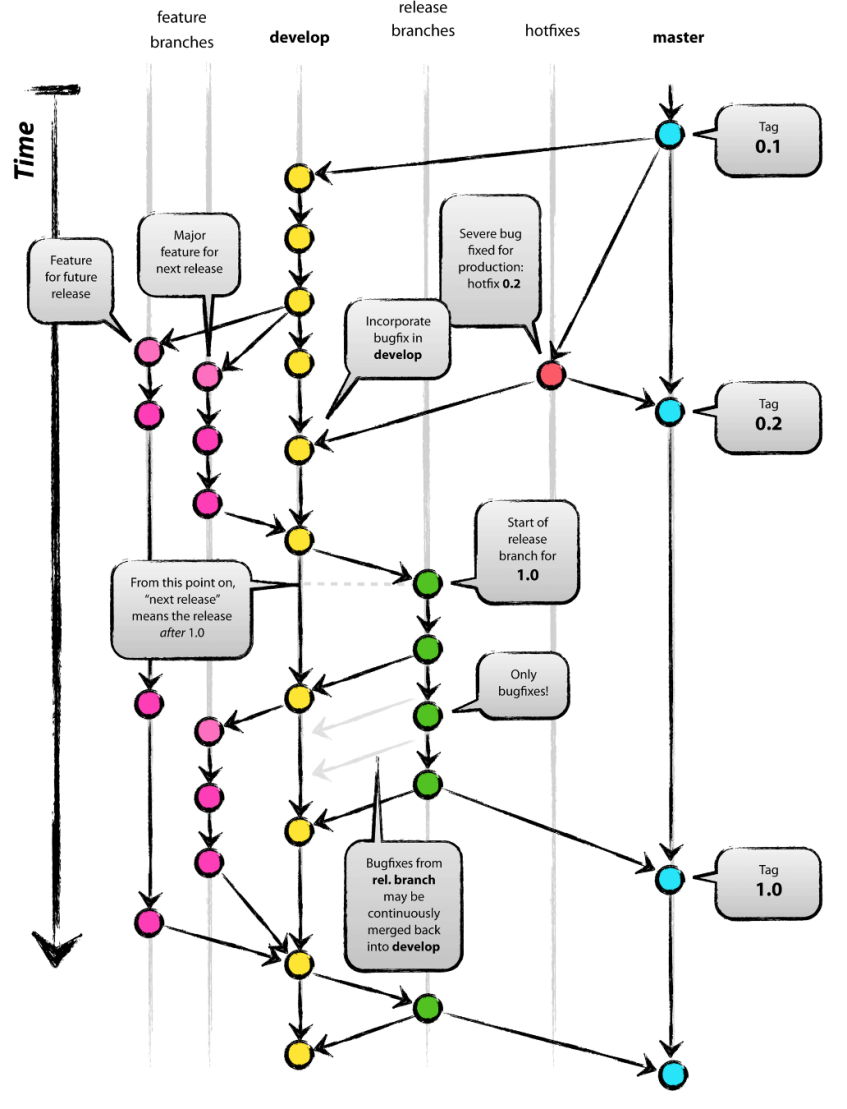 feature
branches
develop
release
branches
hotfixes
master
Time
Tag
0.1
Major
feature for
next release
Feature
for future
release
Severe bug
fixed for
production:
hotfix 0.2
Incorporate
bugfix in
develop
Tag
0.2
Start of
release
branch for
1.0
From this point on,
“next release”
means the release
after 1.0
Only
bugfixes!
Bugfixes from
rel. branch
may be
continuously
merged back
into develop
Tag
1.0